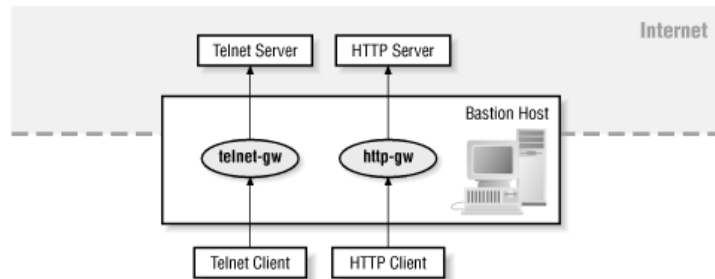 Internet
Telnet Server
HTTP Server
Bastion Host
telnet-gw
http-gw
Telnet Client
HTTP Client